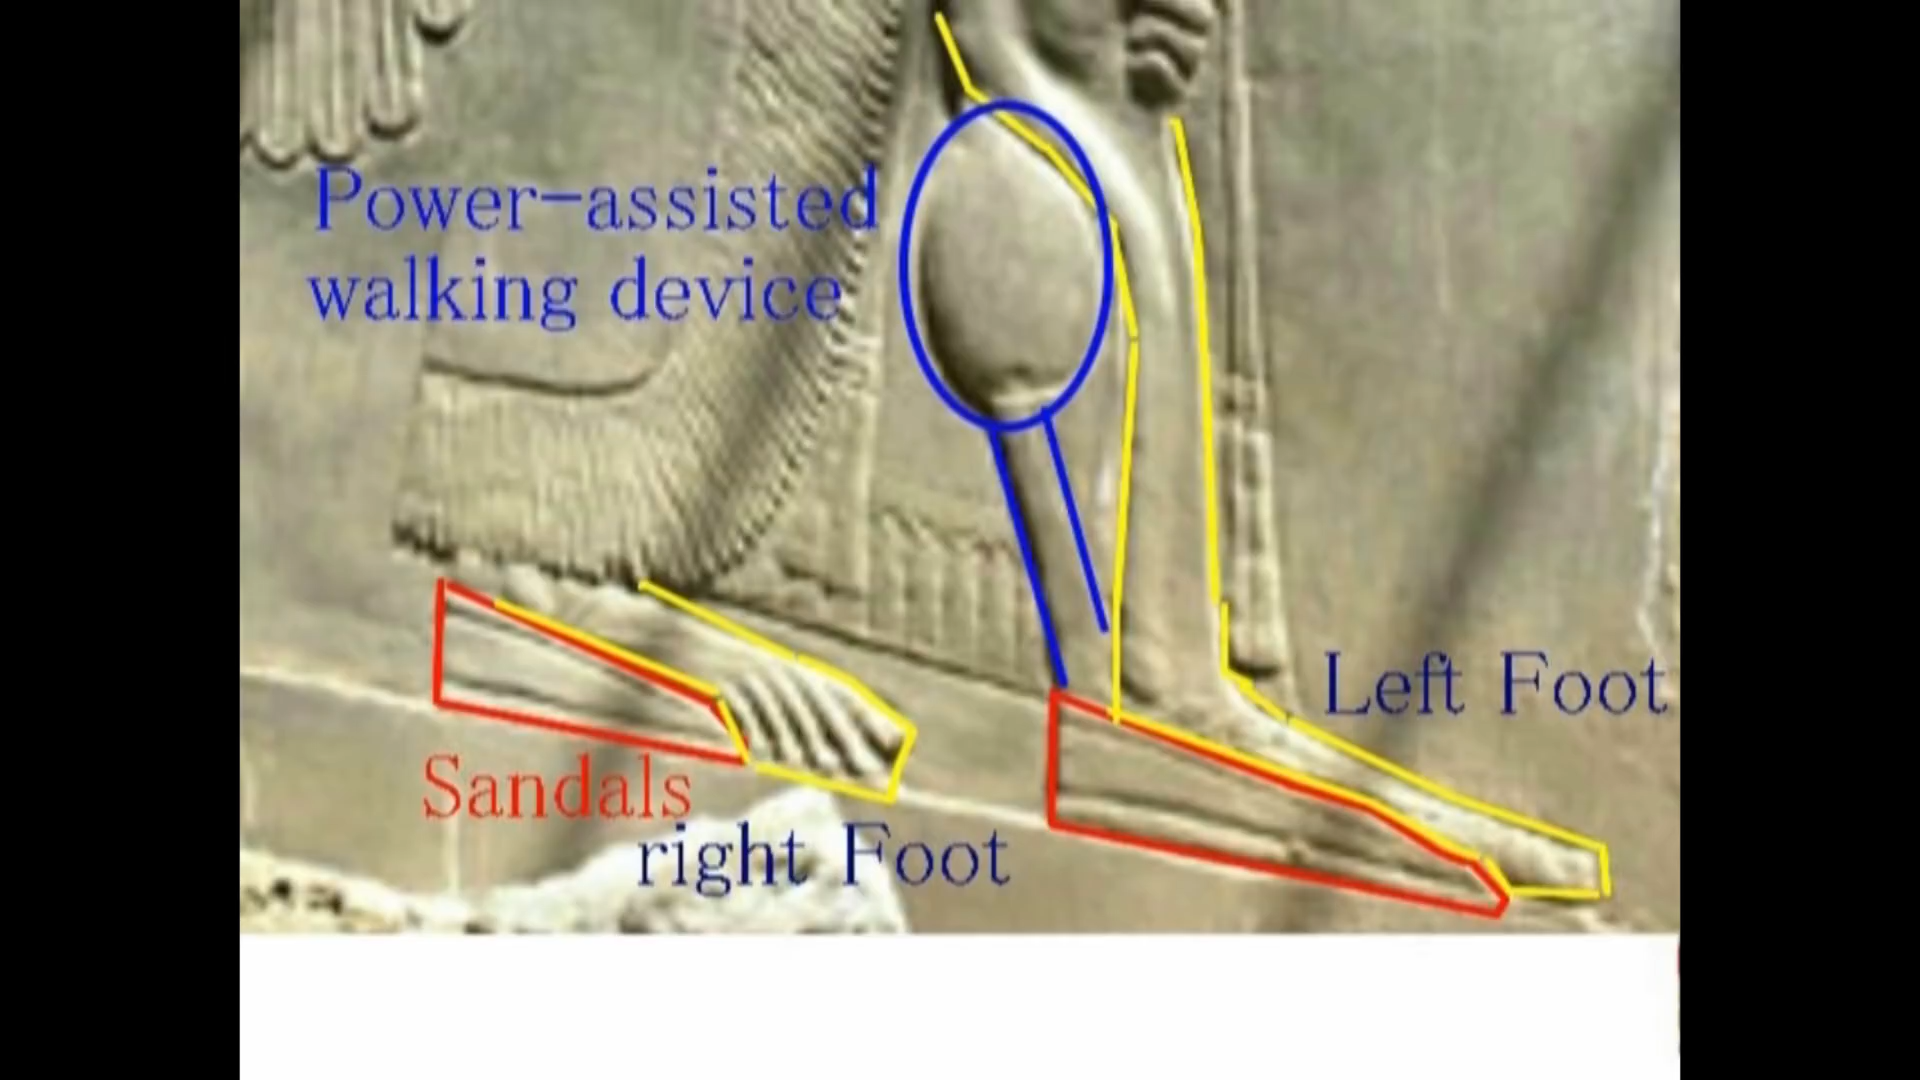 Power-assisted
walking device
Left Foot
Sandals
right Foot